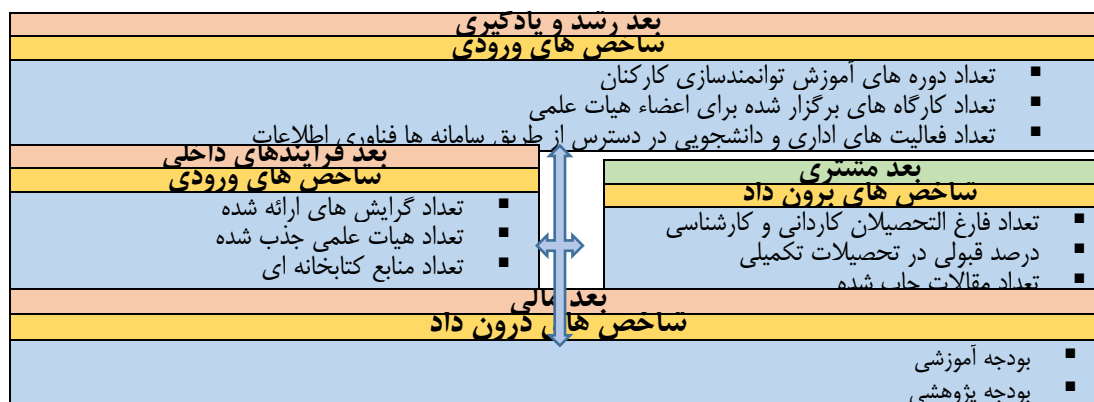 بعد رشد و یادگیری
شاخص های ورودی
تعداد دوره های آموزش توانمندسازی کارکنان
تعداد کارگاه های برگزار شده برای اعضاء هیات علمی
تعداد فعالیت های اداری و دانشجویی در دسترس از طریق سامانه ها فناوری اطلاعات
بعد مشتری
شاخص های برون داد
تعداد فارغ التحصیلان کاردانی و کارشناسی
درصد قبولی در تحصیلات تکمیلی
تعداد مقالات چاپ شده
بعد فرآیندهای داخلی
شاخص های ورودی
تعداد گرایش های ارائه شده
تعداد هیات علمی جذب شده
تعداد منابع کتابخانه ای
بعد مالی
شاخص های درون داد
بودجه آموزشی
بودجه پژوهشی